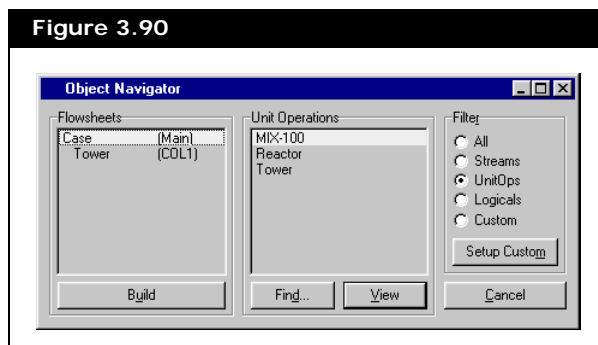 Figure 3.90
Object Navigator
Flowsheets
Case (Main)
Tower (COL1)
Build
Unit Operations
MIX-100
Reactor
Tower
Find...
View
Filter
All
Streams
UnitOps
Logicals
Custom
Setup Custom
Cancel